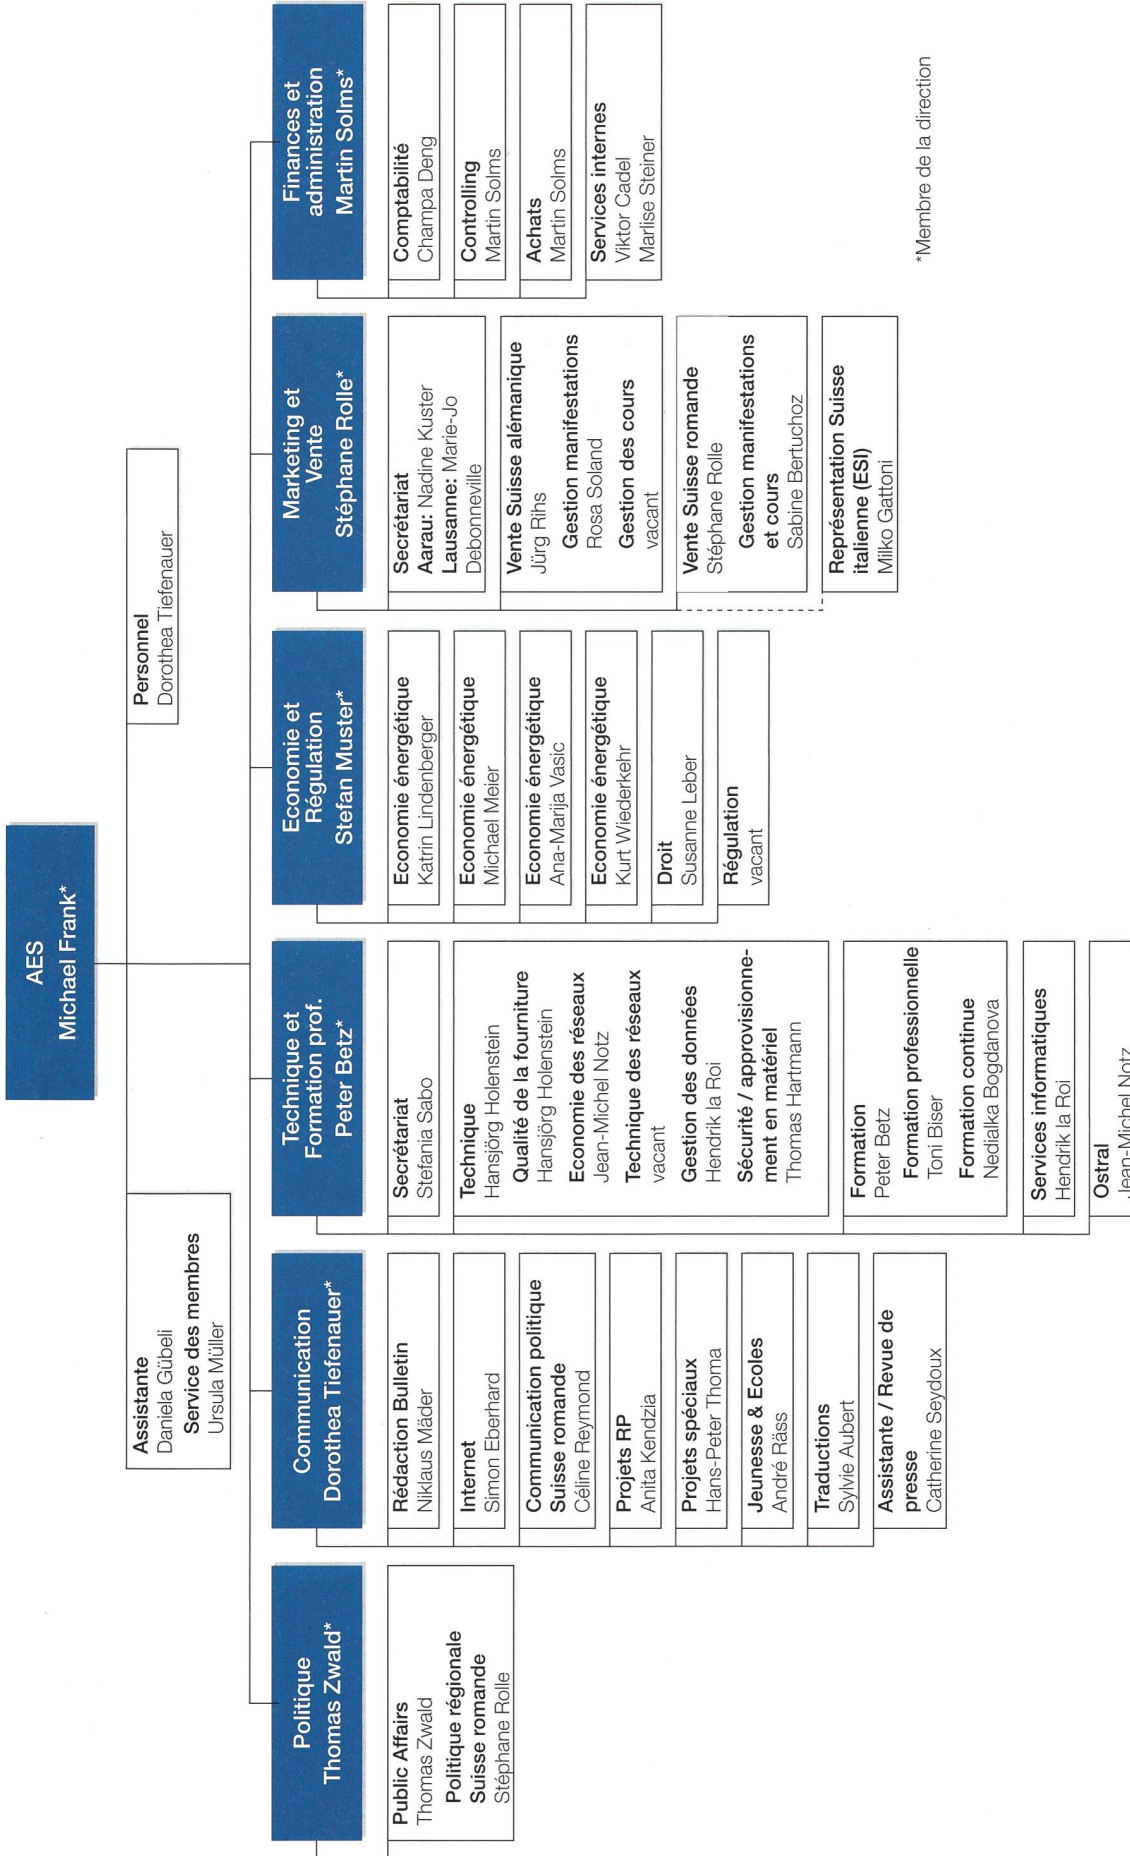 AES
Michael Frank*
Assistante
Daniela Gübeli
Service des membres
Ursula Müller
Personnel
Dorothea Tiefenauer
Politique
Thomas Zwald*
Public Affairs
Thomas Zwald
Politique régionale
Suisse romande
Stéphane Rolle
Communication
Dorothea Tiefenauer*
Rédaction Bulletin
Niklaus Mäder
Internet
Simon Eberhard
Communication politique
Suisse romande
Céline Reymond
Projets RP
Anita Kendzia
Projets spéciaux
Hans-Peter Thoma
Jeunesse & Ecoles
André Räss
Traductions
Sylvie Aubert
Assistante / Revue de
presse
Catherine Seydoux
Technique et
Formation prof.
Peter Betz*
Secrétariat
Stefania Sabo
Technique
Hansjörg Holenstein
Qualité de la fourniture
Hansjörg Holenstein
Economie des réseaux
Jean-Michel Notz
Technique des réseaux
vacant
Gestion des données
Hendrik la Roi
Sécurité / approvisionne-
ment en matériel
Thomas Hartmann
Formation
Peter Betz
Formation professionnelle
Toni Biser
Formation continue
Nedialka Bogdanova
Services informatiques
Hendrik la Roi
Ostral
Jean-Michel Notz
Economie et
Régulation
Stefan Muster*
Economie énergétique
Katrin Lindenberger
Economie énergétique
Michael Meier
Economie énergétique
Ana-Marija Vasic
Economie énergétique
Kurt Wiederkehr
Droit
Susanne Leber
Régulation
vacant
Marketing et
Vente
Stéphane Rolle*
Secrétariat
Aarau: Nadine Kuster
Lausanne: Marie-Jo
Debonneville
Vente Suisse alémanique
Jürg Rihs
Gestion manifestations
Rosa Soland
Gestion des cours
vacant
Vente Suisse romande
Stéphane Rolle
Gestion manifestations
et cours
Sabine Bertuchoz
Représentation Suisse
italienne (ESI)
Milko Gattoni
Finances et
administration
Martin Solms*
Comptabilité
Champa Deng
Controlling
Martin Solms
Achats
Martin Solms
Services internes
Viktor Cadel
Marlise Steiner
*Membre de la direction